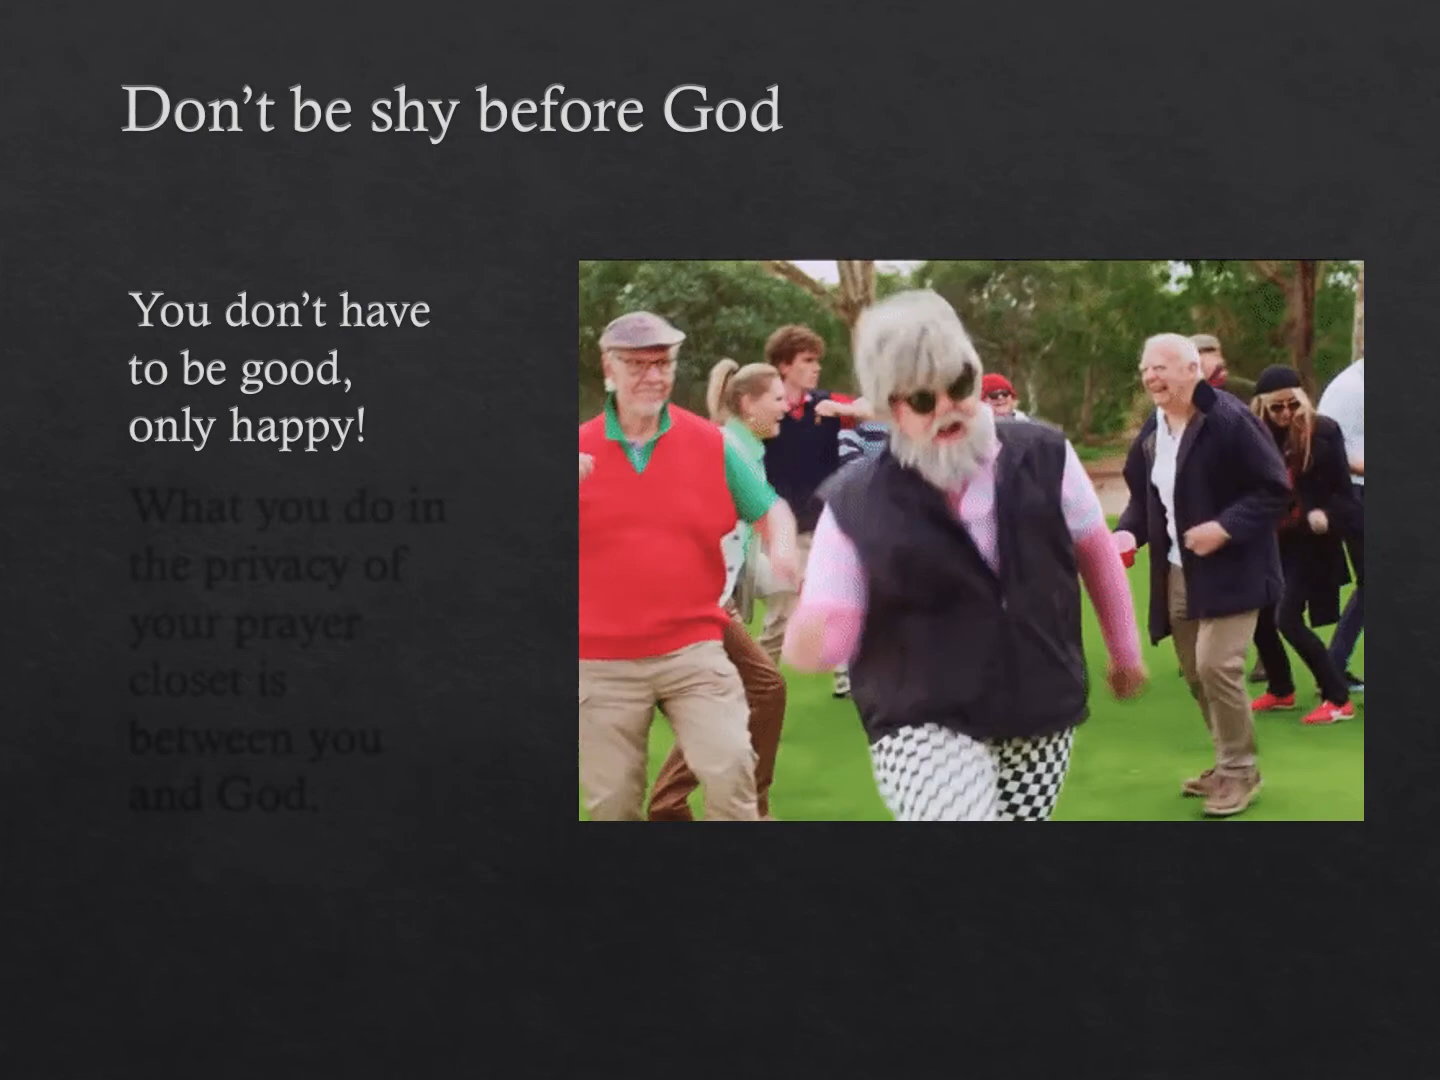 Don’t be shy before God
You don’t have
to be good,
only happy!
What you do in
the privacy of
your prayer
closet is
between you
and God.